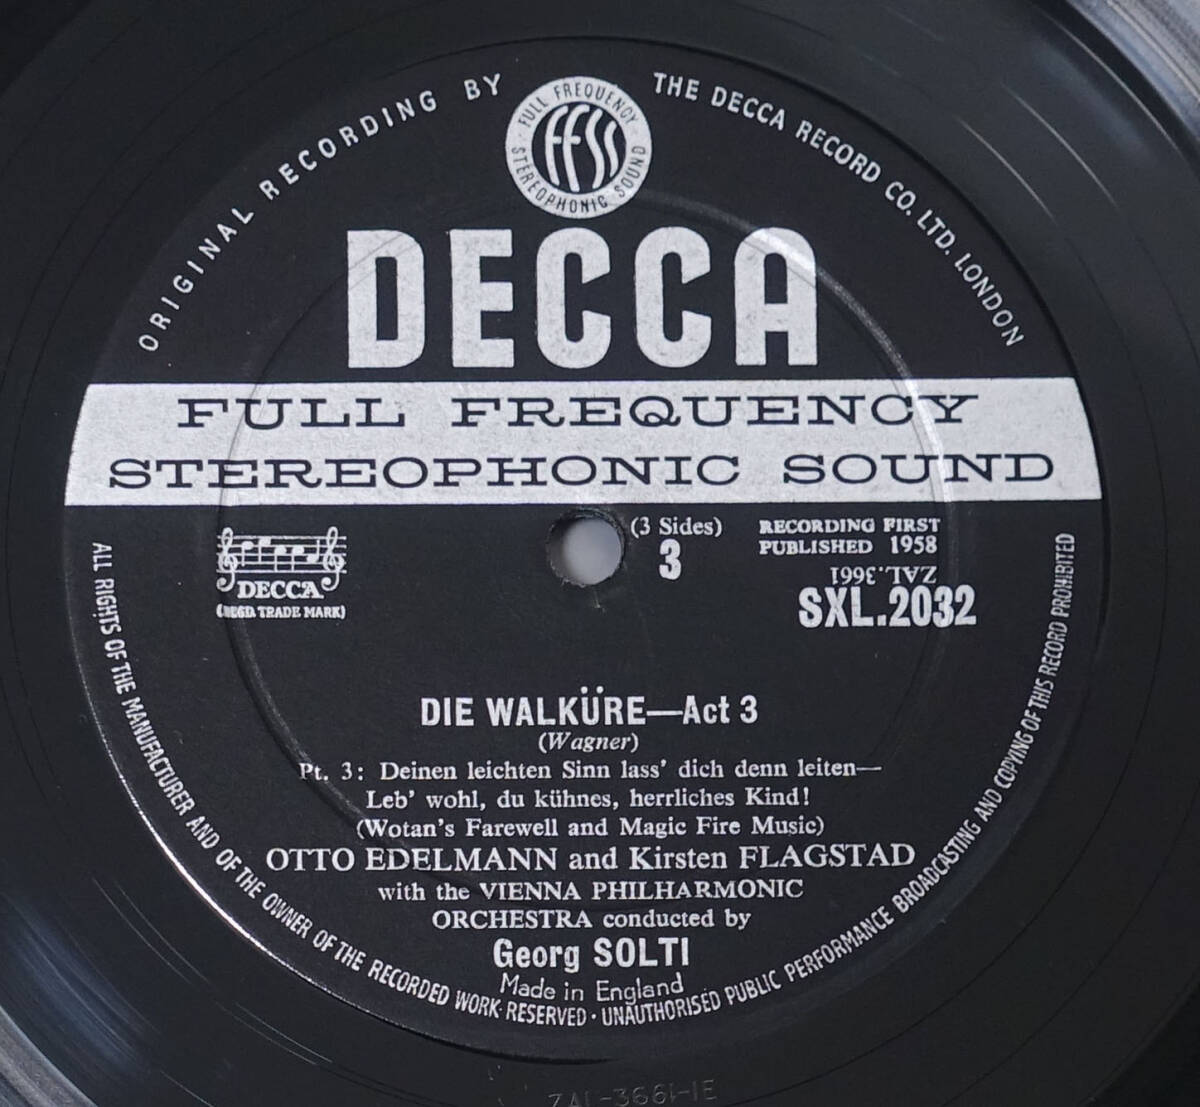 ORIGINAL RECORDING BY THE DECCA RECORD CO. LTD. LONDON
FULL FREQUENCY STEREOPHONIC SOUND
FFSS
DECCA
FULL FREQUENCY
STEREOPHONIC SOUND
(3 Sides)
3
RECORDING FIRST
PUBLISHED 1958
ZAL.3661
SXL.2032
DECCA
(REGD. TRADE MARK)
DIE WALKÜRE—Act 3
(Wagner)
Pt. 3: Deinen leichten Sinn lass' dich denn leiten—
Leb' wohl, du kühnes, herrliches Kind!
(Wotan's Farewell and Magic Fire Music)
OTTO EDELMANN and Kirsten FLAGSTAD
with the VIENNA PHILHARMONIC
ORCHESTRA conducted by
Georg SOLTI
Made in England
ALL RIGHTS OF THE MANUFACTURER AND OF THE OWNER OF THE RECORDED WORK RESERVED · UNAUTHORISED PUBLIC PERFORMANCE BROADCASTING AND COPYING OF THIS RECORD PROHIBITED
ZAL-3661-1E